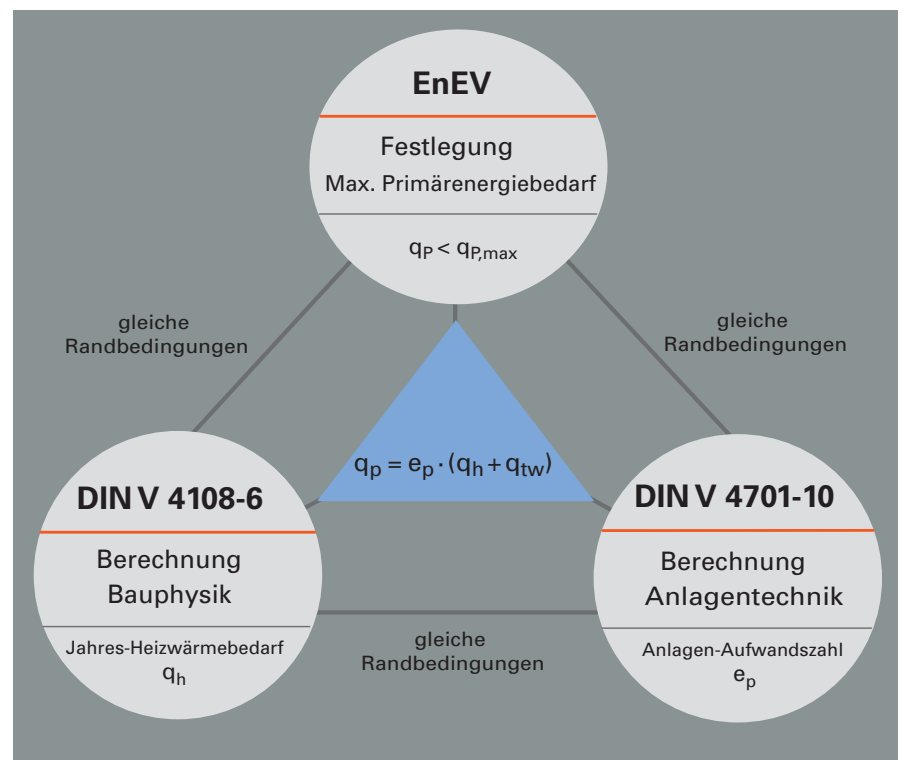 EnEV
Festlegung
Max. Primärenergiebedarf
qP < qP,max
gleiche
Randbedingungen
gleiche
Randbedingungen
qp = ep · (qh + qtw)
DIN V 4108-6
Berechnung
Bauphysik
Jahres-Heizwärmebedarf
qh
DIN V 4701-10
Berechnung
Anlagentechnik
Anlagen-Aufwandszahl
ep
gleiche
Randbedingungen